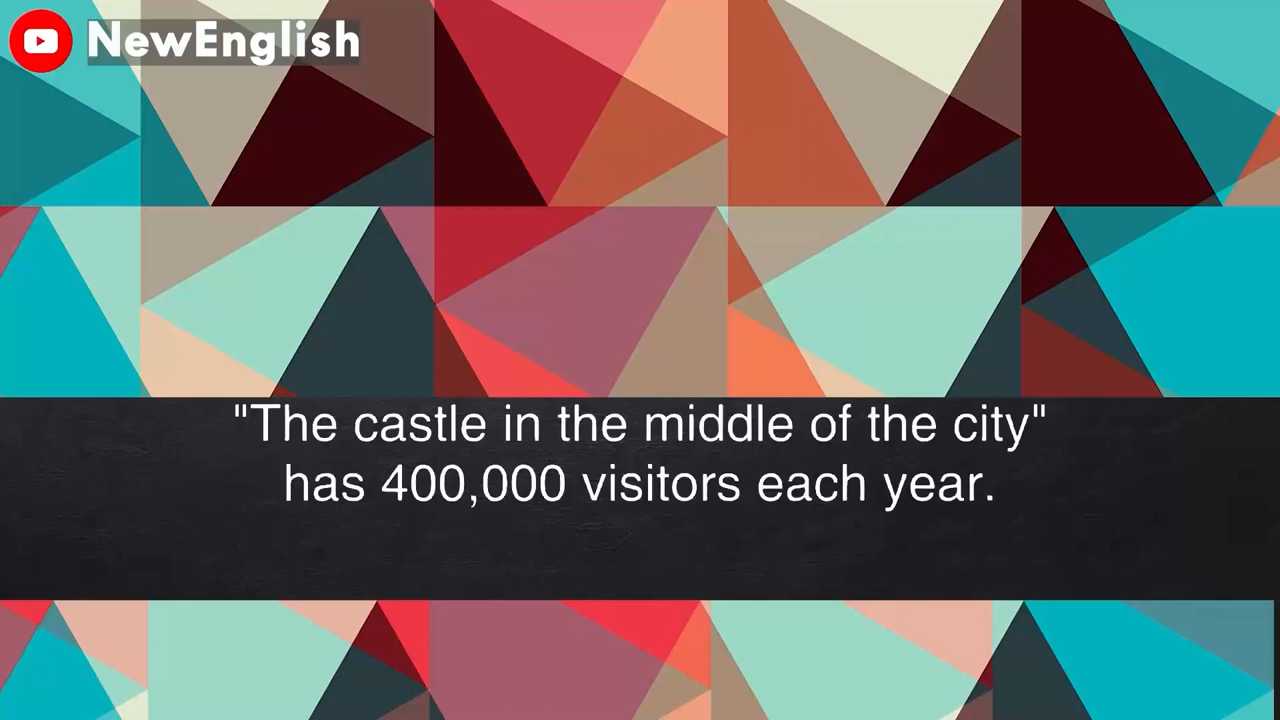 NewEnglish
"The castle in the middle of the city"
has 400,000 visitors each year.